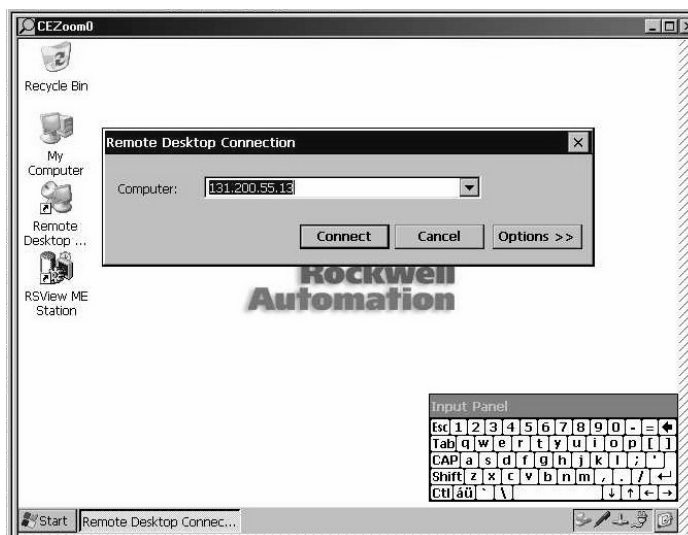 CEZoom0
Recycle Bin
My
Computer
Remote
Desktop ...
RSView ME
Station
Remote Desktop Connection
Computer:
131.200.55.13
Connect
Cancel
Options >>
Rockwell
Automation
Input Panel
Esc 1 2 3 4 5 6 7 8 9 0 - =
Tab q w e r t y u i o p [ ]
CAP a s d f g h j k l ; '
Shift z x c v b n m , . /
Ctl áü ` \
Start
Remote Desktop Connec...